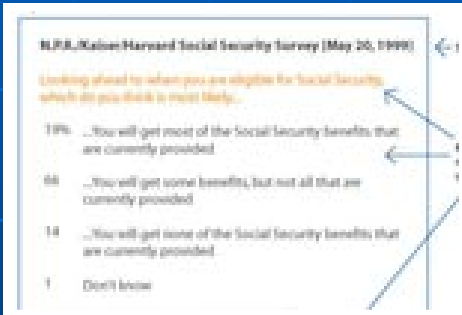 N.P.R./Kaiser/Harvard Social Security Survey (May 20, 1999)
Looking ahead to when you are eligible for Social Security,
which do you think is most likely...
19% ...You will get most of the Social Security benefits that
are currently provided
66 ...You will get some benefits, but not all that are
currently provided
14 ...You will get none of the Social Security benefits that
are currently provided
1 Don't know